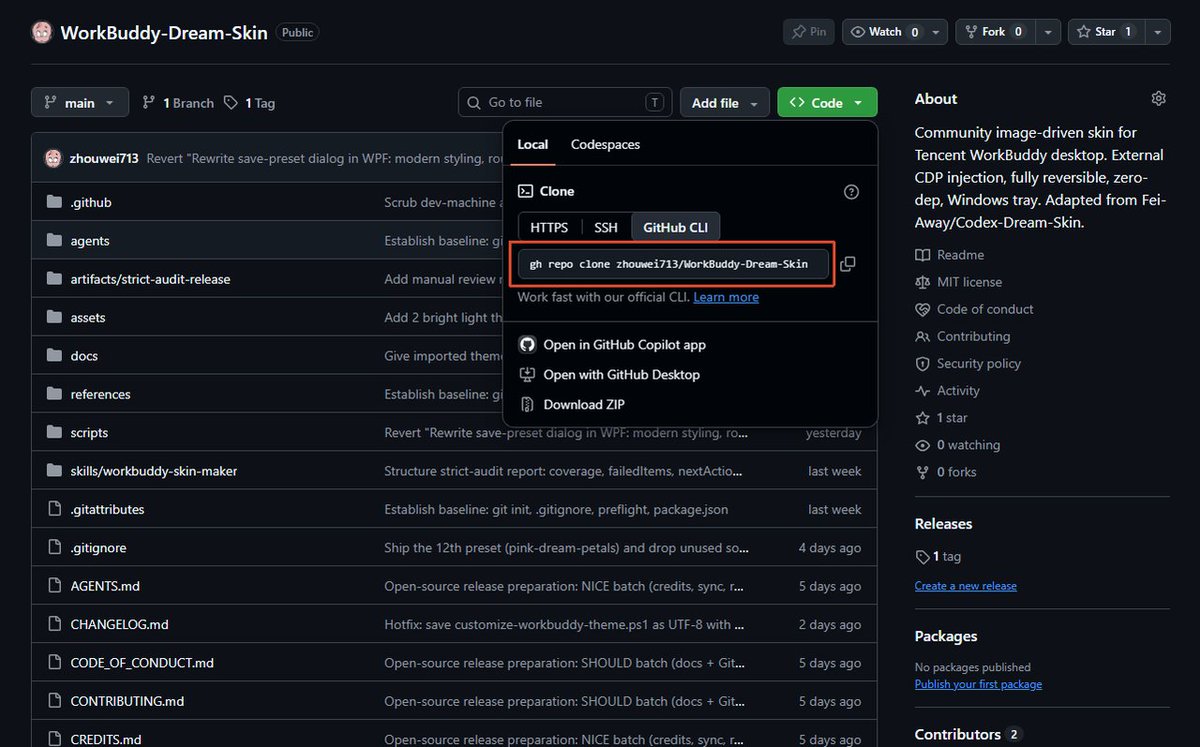 WorkBuddy-Dream-Skin Public
Pin Watch 0 Fork 0 Star 1
main 1 Branch 1 Tag Go to file T Add file Code
zhouwei713 Revert "Rewrite save-preset dialog in WPF: modern styling, rou
.github Scrub dev-machine a
agents Establish baseline: gi
artifacts/strict-audit-release Add manual review r
assets Add 2 bright light th
docs Give imported theme
references Establish baseline: gi
scripts Revert "Rewrite save-preset dialog in WPF: modern styling, ro... yesterday
skills/workbuddy-skin-maker Structure strict-audit report: coverage, failedItems, nextActio... last week
.gitattributes Establish baseline: git init, .gitignore, preflight, package.json last week
.gitignore Ship the 12th preset (pink-dream-petals) and drop unused so... 4 days ago
AGENTS.md Open-source release preparation: NICE batch (credits, sync, r... 5 days ago
CHANGELOG.md Hotfix: save customize-workbuddy-theme.ps1 as UTF-8 with ... 2 days ago
CODE_OF_CONDUCT.md Open-source release preparation: SHOULD batch (docs + Git... 5 days ago
CONTRIBUTING.md Open-source release preparation: SHOULD batch (docs + Git... 5 days ago
CREDITS.md Open-source release preparation: NICE batch (credits, sync, r... 5 days ago
Local Codespaces
Clone
HTTPS SSH GitHub CLI
gh repo clone zhouwei713/WorkBuddy-Dream-Skin
Work fast with our official CLI. Learn more
Open in GitHub Copilot app
Open with GitHub Desktop
Download ZIP
About
Community image-driven skin for
Tencent WorkBuddy desktop. External
CDP injection, fully reversible, zero-
dep, Windows tray. Adapted from Fei-
Away/Codex-Dream-Skin.
Readme
MIT license
Code of conduct
Contributing
Security policy
Activity
1 star
0 watching
0 forks
Releases
1 tag
Create a new release
Packages
No packages published
Publish your first package
Contributors 2